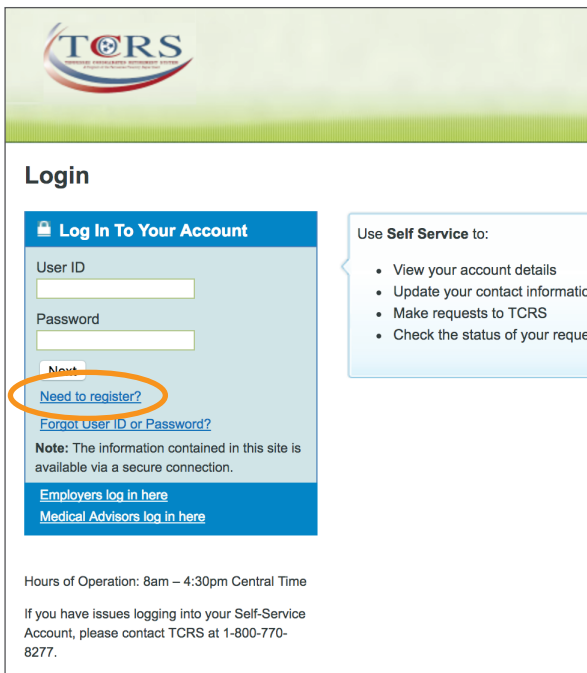 TCRS
TENNESSEE CONSOLIDATED RETIREMENT SYSTEM
Login
Log In To Your Account
User ID
Password
Next
Need to register?
Forgot User ID or Password?
Note: The information contained in this site is
available via a secure connection.
Employers log in here
Medical Advisors log in here
Use Self Service to:
• View your account details
• Update your contact informatio
• Make requests to TCRS
• Check the status of your reque
Hours of Operation: 8am – 4:30pm Central Time
If you have issues logging into your Self-Service
Account, please contact TCRS at 1-800-770-
8277.